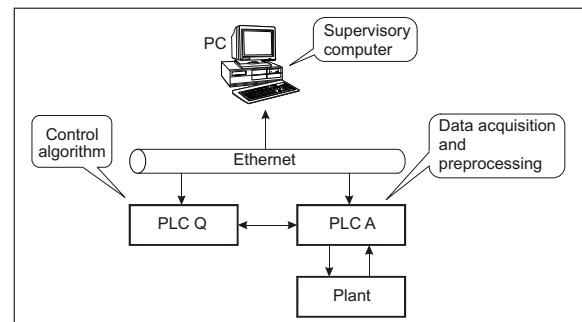 PC
Supervisory
computer
Control
algorithm
Ethernet
Data acquisition
and
preprocessing
PLC Q
PLC A
Plant